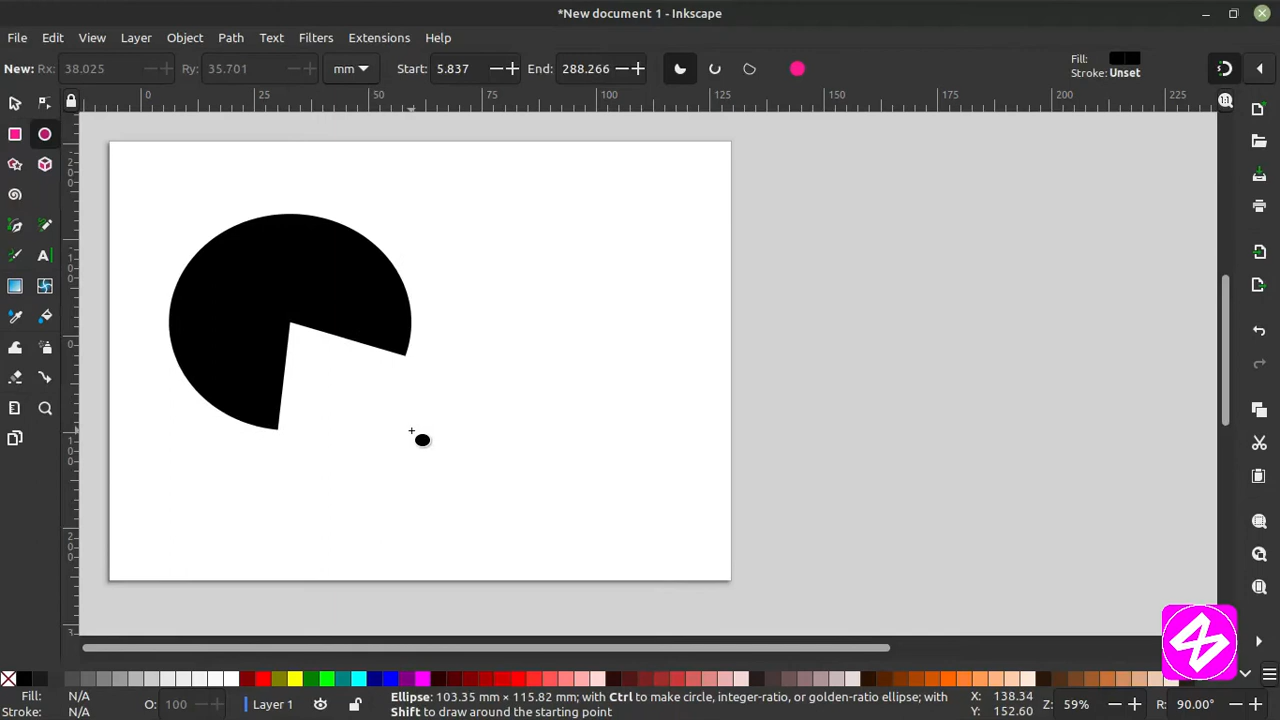 *New document 1 - Inkscape
File Edit View Layer Object Path Text Filters Extensions Help
New: Rx: 38.025 Ry: 35.701 mm Start: 5.837 End: 288.266 Fill:
Stroke: Unset
0 25 50 75 100 125 150 175 200 225
Fill: N/A
Stroke: N/A
O: 100
Layer 1
Ellipse: 103.35 mm × 115.82 mm; with Ctrl to make circle, integer-ratio, or golden-ratio ellipse; with
Shift to draw around the starting point
X: 138.34
Y: 152.60
Z: 59%
R: 90.00°